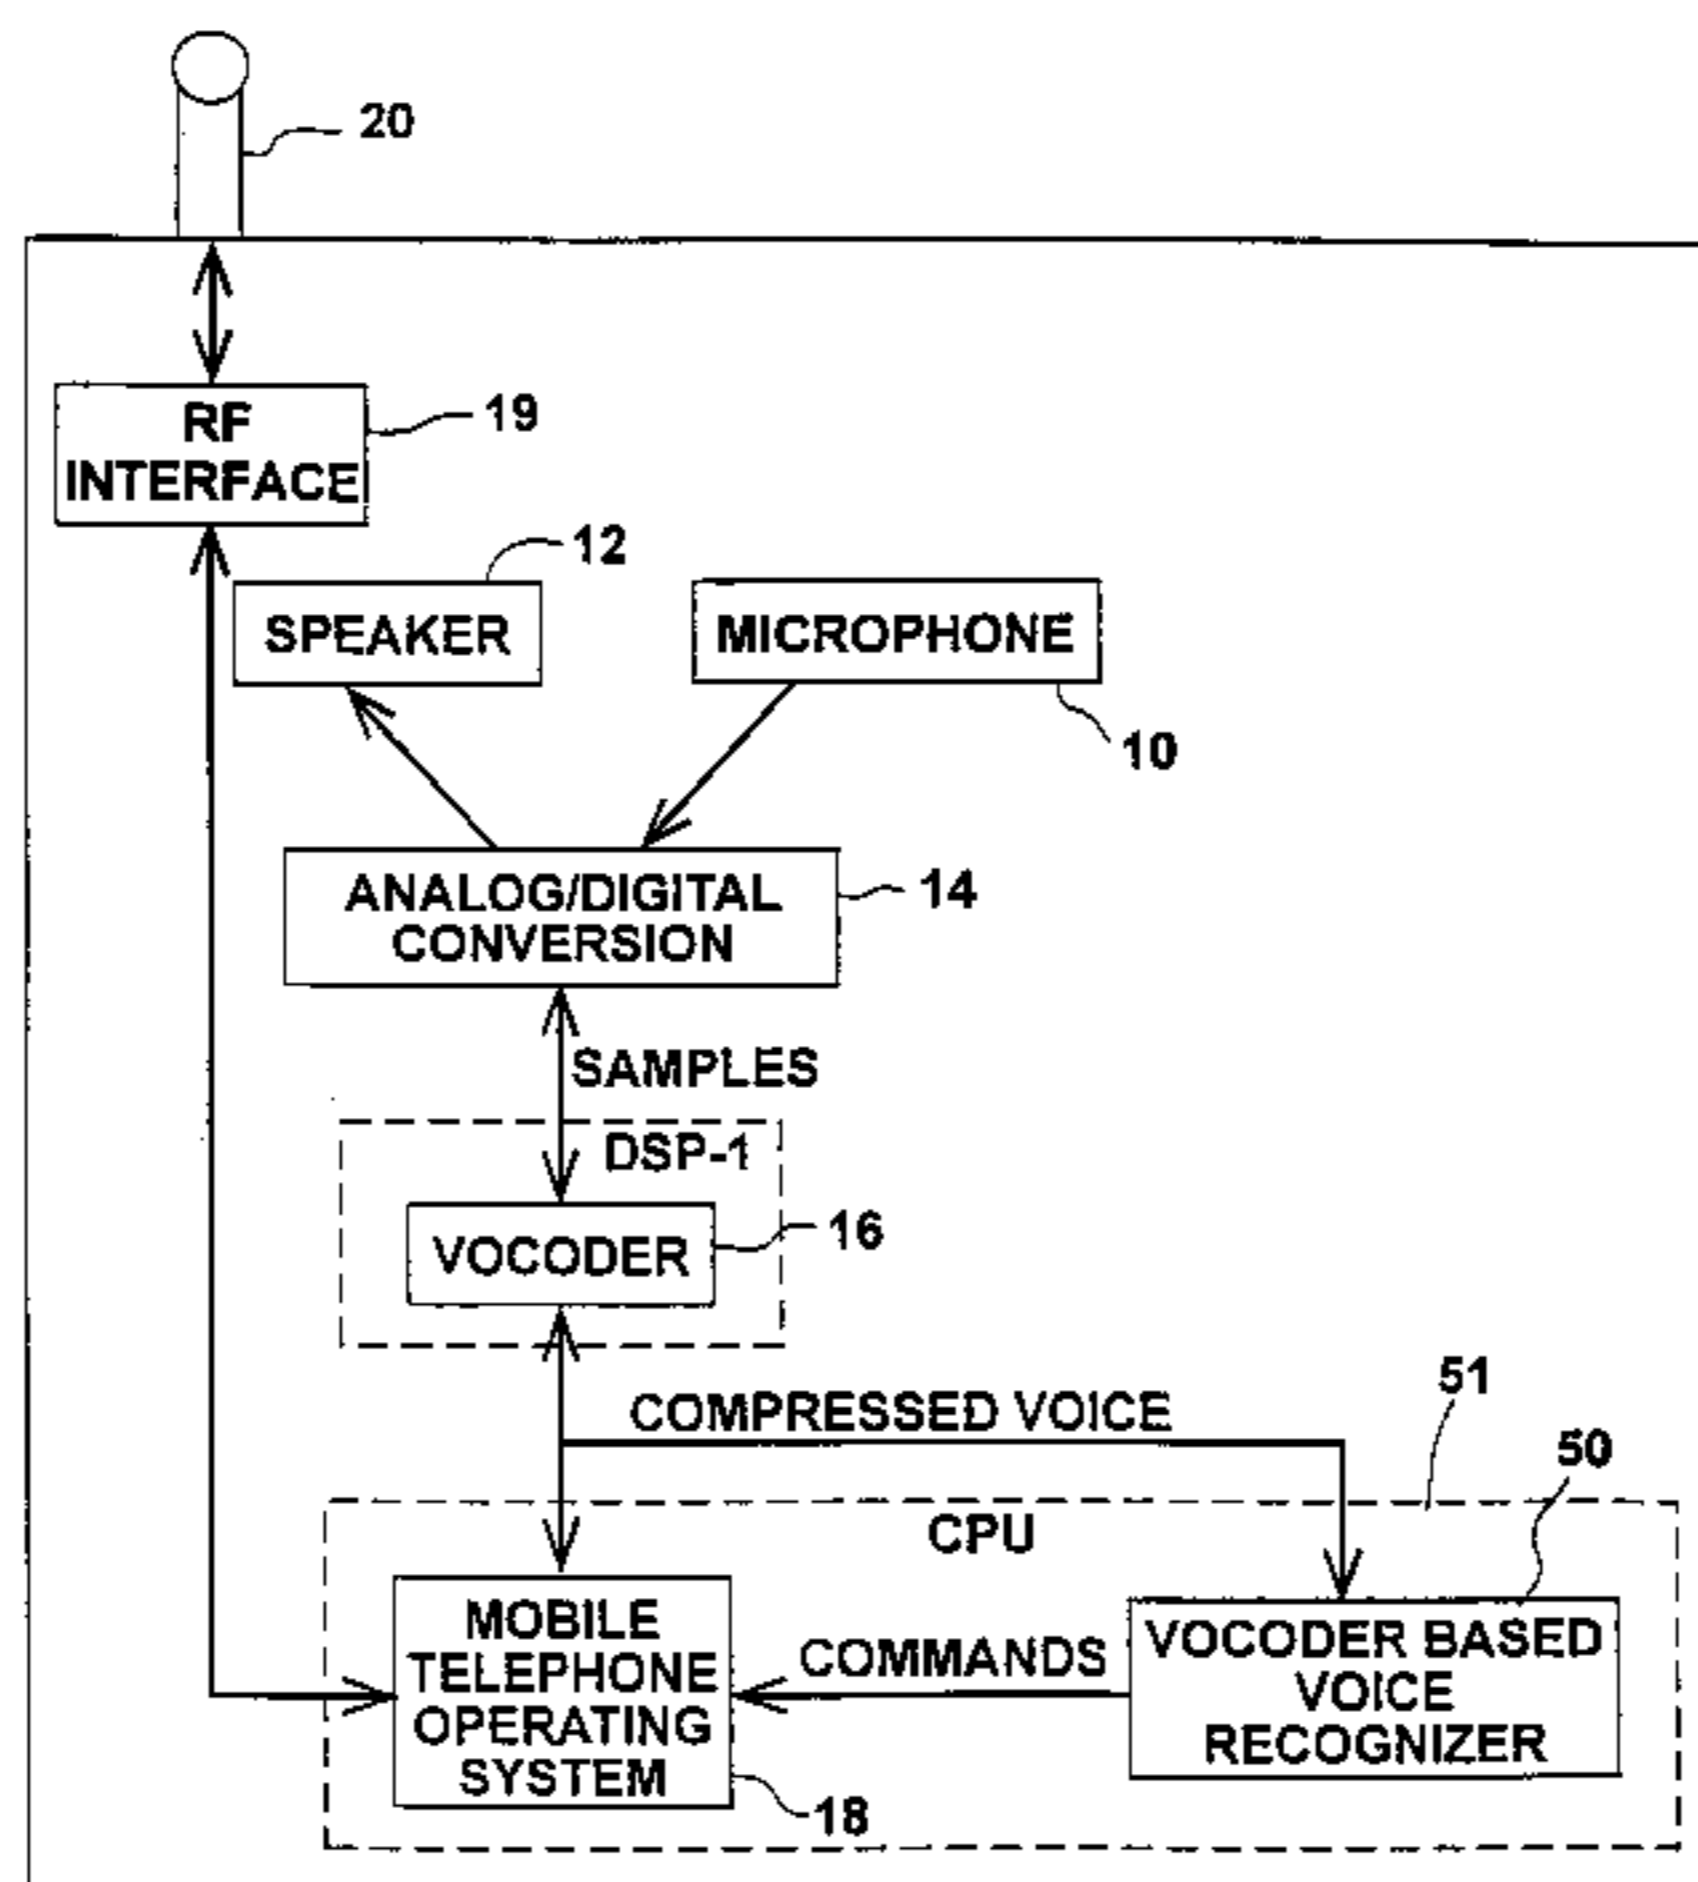 20
RF
INTERFACE
19
12
SPEAKER
MICROPHONE
10
ANALOG/DIGITAL
CONVERSION
14
SAMPLES
DSP-1
VOCODER
16
COMPRESSED VOICE
51
50
CPU
MOBILE
TELEPHONE
OPERATING
SYSTEM
18
COMMANDS
VOCODER BASED
VOICE
RECOGNIZER